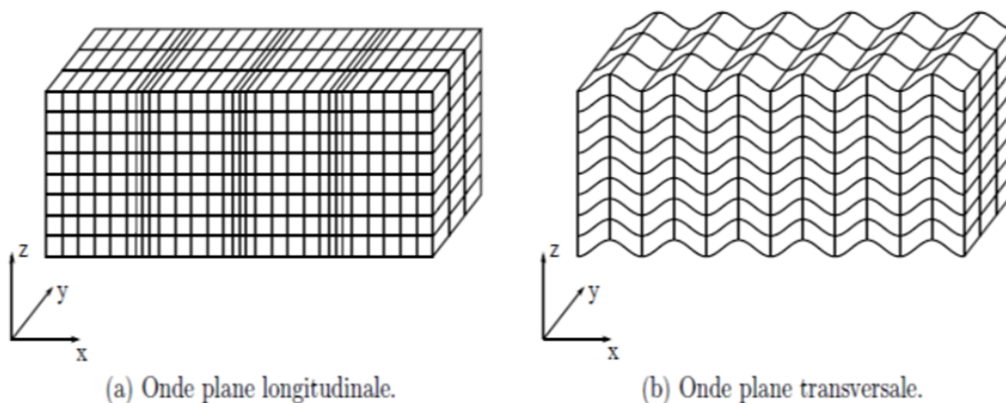 z
y
x
z
y
x
(a) Onde plane longitudinale.
(b) Onde plane transversale.